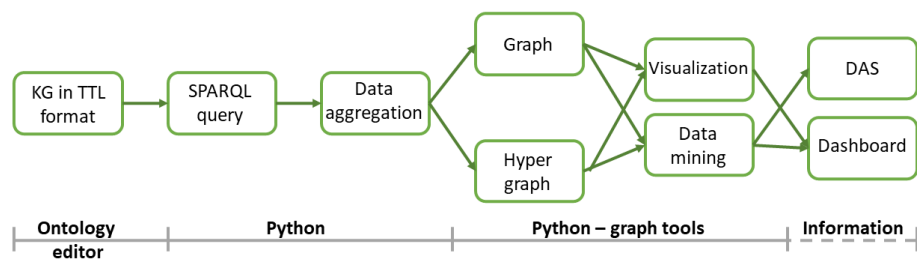 KG in TTL
format
SPARQL
query
Data
aggregation
Graph
Hyper
graph
Visualization
Data
mining
DAS
Dashboard
Ontology
editor
Python
Python – graph tools
Information